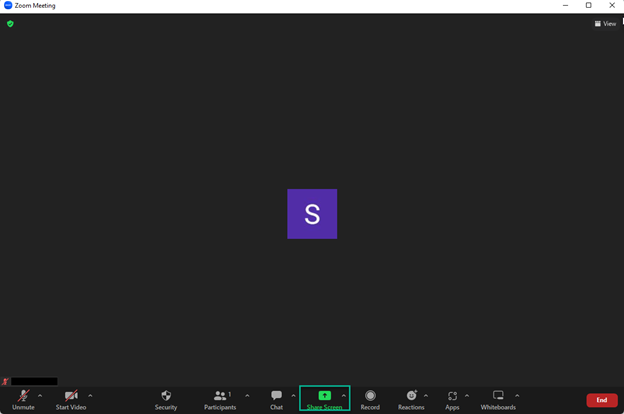 Zoom Meeting
View
S
1
Unmute Start Video Security Participants Chat Share Screen Record Reactions Apps Whiteboards End